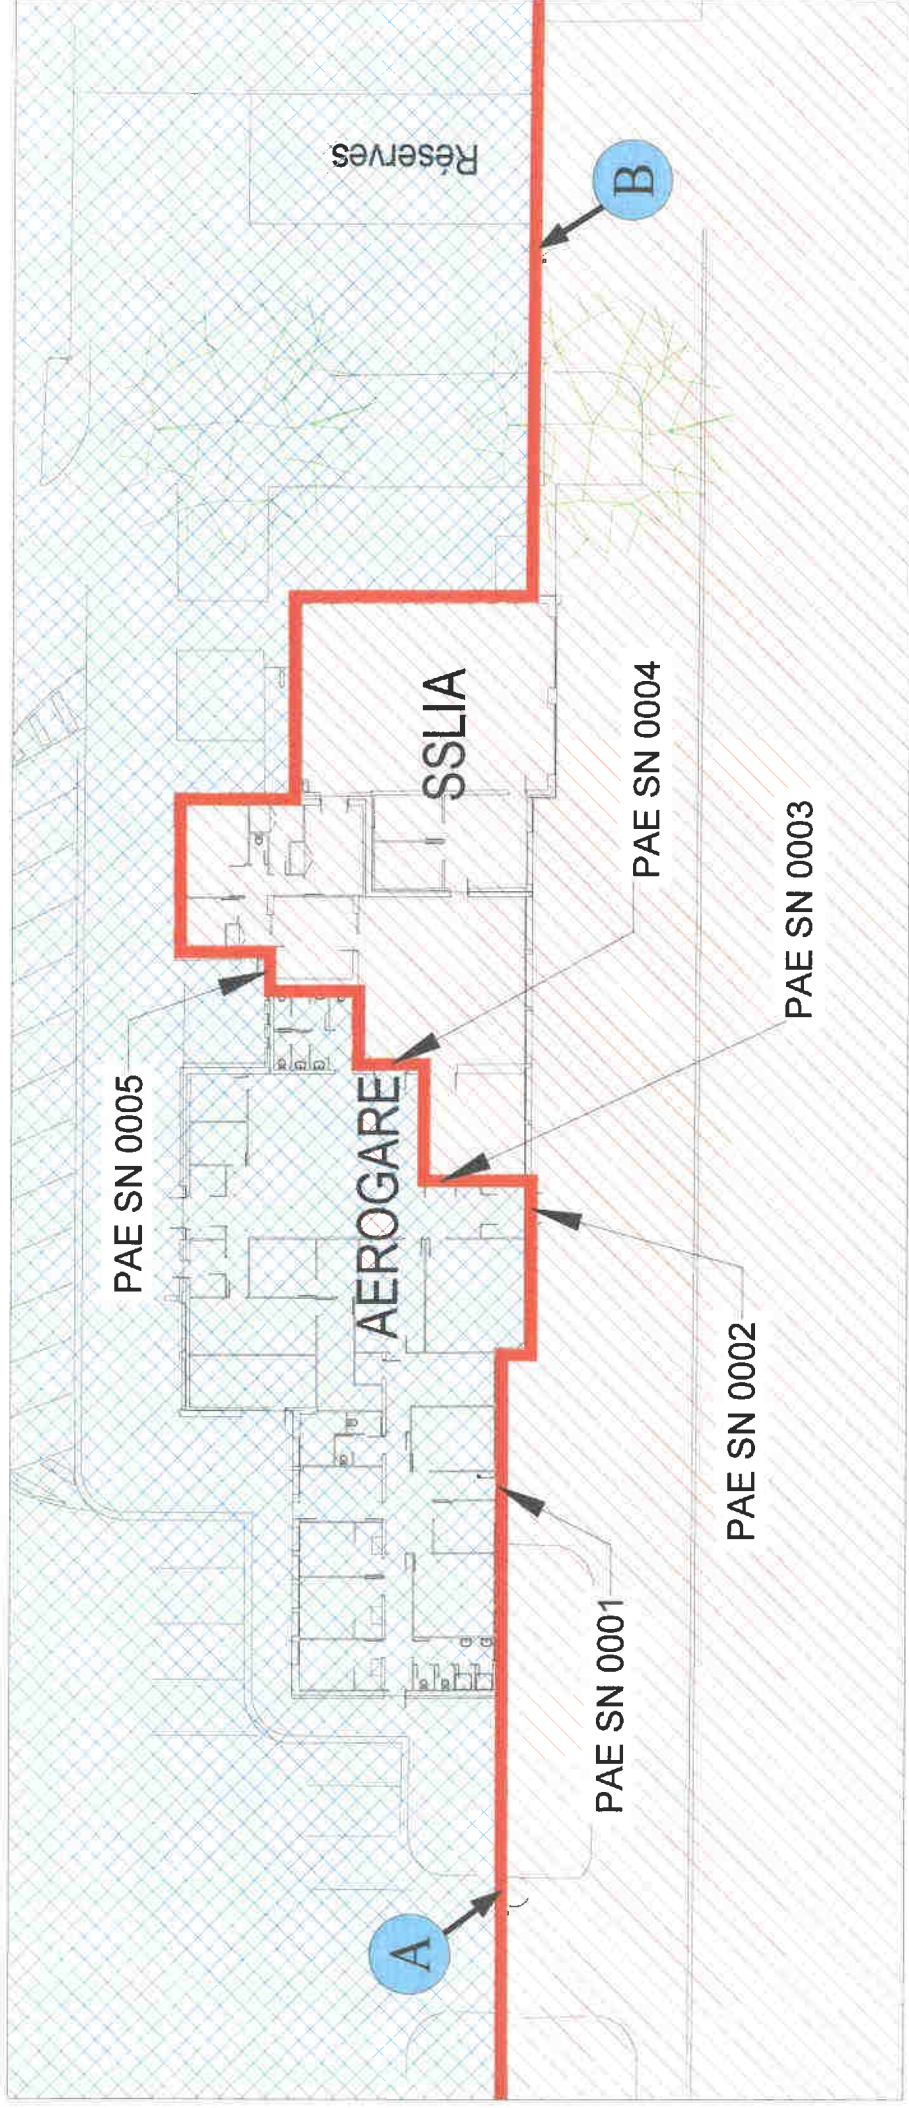 PAE SN 0005
AEROGARE
Réserves
A
SSLIA
PAE SN 0001
B
PAE SN 0004
PAE SN 0002
PAE SN 0003